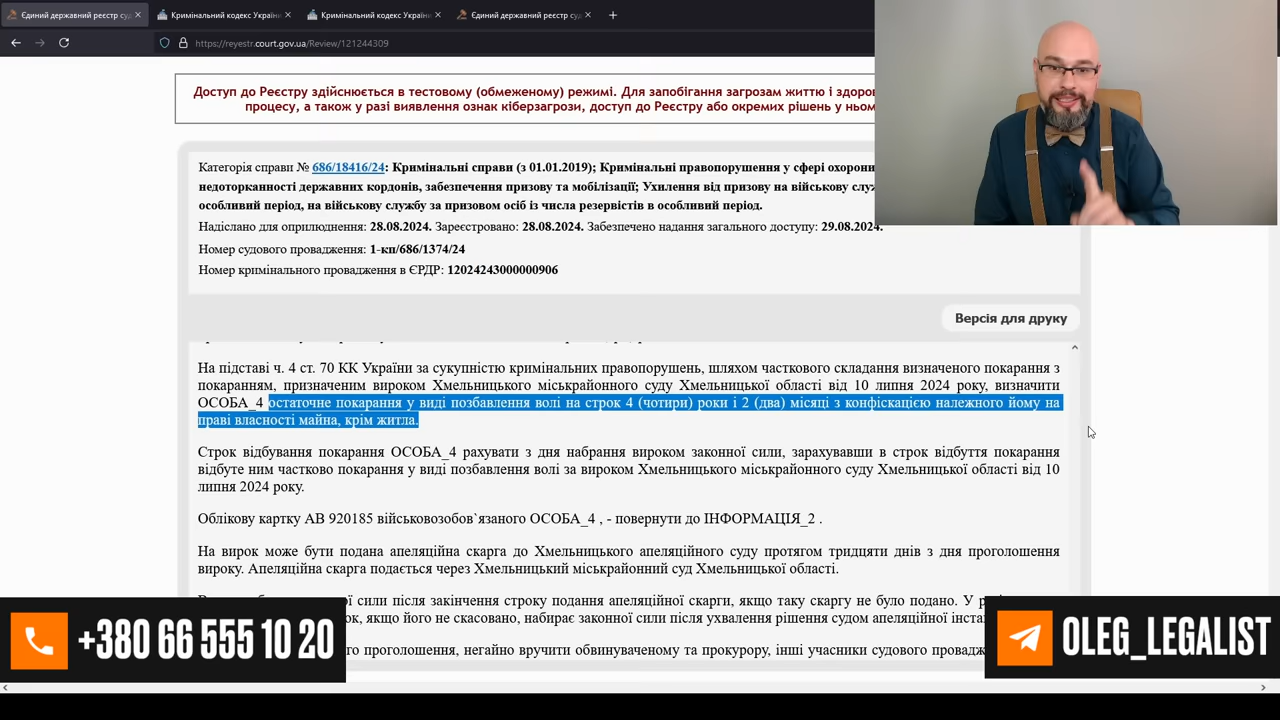 Єдиний державний реєстр суд
Кримінальний кодекс України
Кримінальний кодекс України
Єдиний державний реєстр суд
https://reyestr.court.gov.ua/Review/121244309
Доступ до Реєстру здійснюється в тестовому (обмеженому) режимі. Для запобігання загрозам життю і
процесу, а також у разі виявлення ознак кіберзагрози, доступ до Реєстру або окремих рішень у ньом
Категорія справи № 686/18416/24: Кримінальні справи (з 01.01.2019); Кримінальні правопорушення у сфері охорони
недоторканності державних кордонів, забезпечення призову та мобілізації; Ухилення від призову на військову
особливий період, на військову службу за призовом осіб із числа резервістів в особливий період.
Надіслано для оприлюднення: 28.08.2024. Зареєстровано: 28.08.2024. Забезпечено надання загального доступу: 29.08.2024.
Номер судового провадження: 1-кп/686/1374/24
Номер кримінального провадження в ЄРДР: 12024243000000906
Версія для друку
На підставі ч. 4 ст. 70 КК України за сукупністю кримінальних правопорушень, шляхом часткового складання визначеного покарання з
покаранням, призначеним вироком Хмельницького міськрайонного суду Хмельницької області від 10 липня 2024 року, визначити
ОСОБА_4 остаточне покарання у виді позбавлення волі на строк 4 (чотири) роки і 2 (два) місяці з конфіскацією належного йому на
праві власності майна, крім житла.
Строк відбування покарання ОСОБА_4 рахувати з дня набрання вироком законної сили, зарахувавши в строк відбуття покарання
відбуте ним частково покарання у виді позбавлення волі за вироком Хмельницького міськрайонного суду Хмельницької області від 10
липня 2024 року.
Облікову картку АВ 920185 військовозобов`язаного ОСОБА_4 , - повернути до ІНФОРМАЦІЯ_2 .
На вирок може бути подана апеляційна скарга до Хмельницького апеляційного суду протягом тридцяти днів з дня проголошення
вироку. Апеляційна скарга подається через Хмельницький міськрайонний суд Хмельницької області.
сили після закінчення строку подання апеляційної скарги, якщо таку скаргу не було подано. У
якщо його не скасовано, набирає законної сили після ухвалення рішення судом апеляційної
проголошення, негайно вручити обвинуваченому та прокурору, інші учасники судового
+380 66 555 10 20
OLEG_LEGALIST